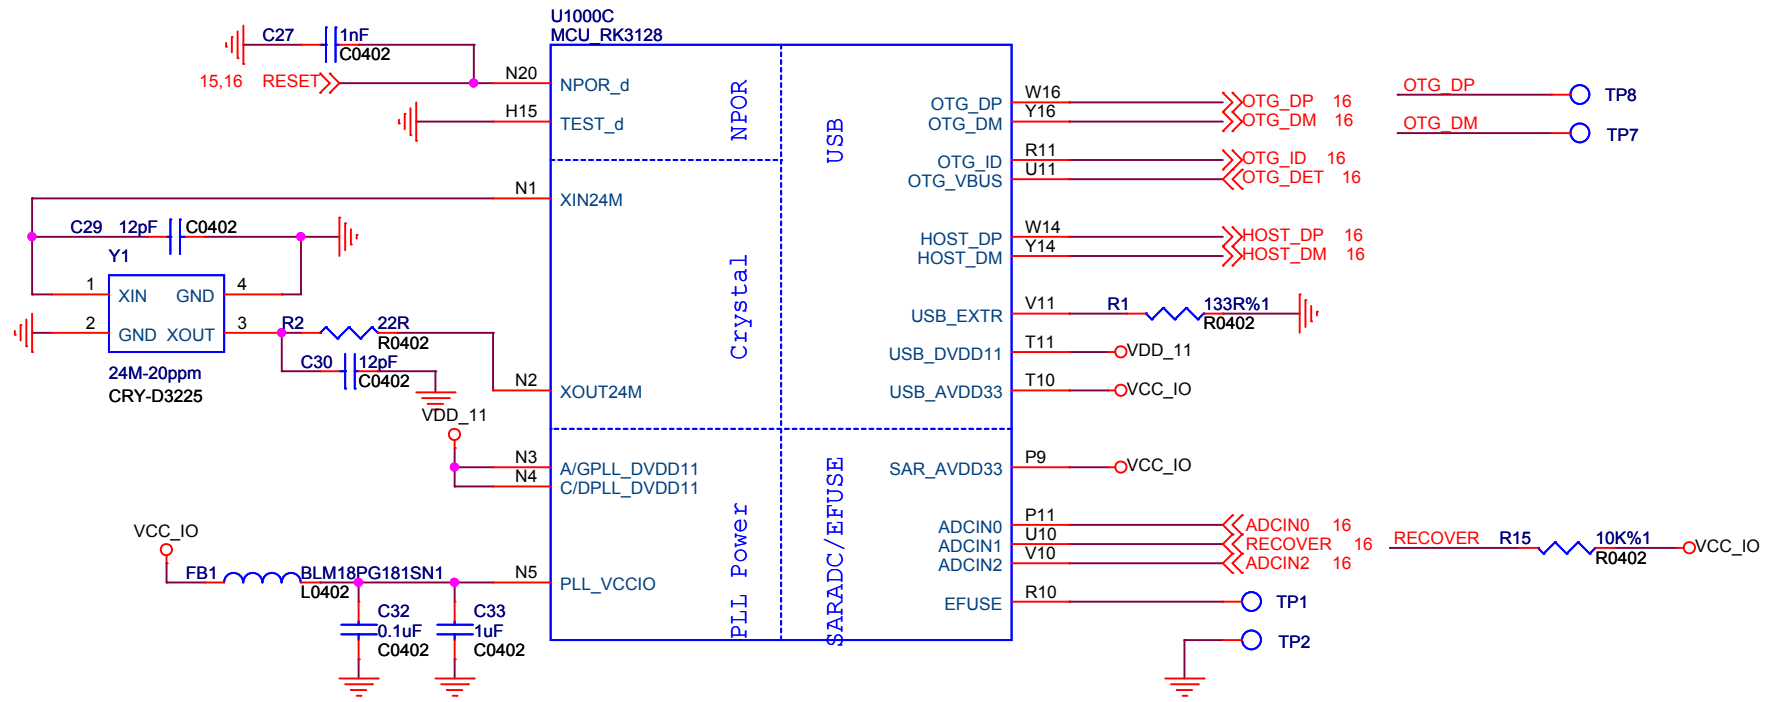 U1000C
MCU_RK3128
C27
1nF
C0402
15,16
RESET
N20
NPOR_d
H15
TEST_d
NPOR
USB
N1
XIN24M
C29
12pF
C0402
Y1
1
XIN
GND
4
2
GND
XOUT
3
24M-20ppm
CRY-D3225
R2
22R
R0402
C30
12pF
C0402
N2
XOUT24M
Crystal
VDD_11
N3
A/GPLL_DVDD11
N4
C/DPLL_DVDD11
VCC_IO
FB1
BLM18PG181SN1
L0402
N5
PLL_VCCIO
C32
0.1uF
C0402
C33
1uF
C0402
PLL Power
SARADC/EFUSE
OTG_DP
W16
OTG_DP 16
OTG_DM
Y16
OTG_DM 16
OTG_ID
R11
OTG_ID 16
OTG_VBUS
U11
OTG_DET 16
HOST_DP
W14
HOST_DP 16
HOST_DM
Y14
HOST_DM 16
USB_EXTR
V11
R1
133R%1
R0402
USB_DVDD11
T11
VDD_11
USB_AVDD33
T10
VCC_IO
SAR_AVDD33
P9
VCC_IO
ADCIN0
P11
ADCIN0 16
ADCIN1
U10
RECOVER 16
ADCIN2
V10
ADCIN2 16
EFUSE
R10
TP1
TP2
OTG_DP
TP8
OTG_DM
TP7
RECOVER
R15
10K%1
R0402
VCC_IO